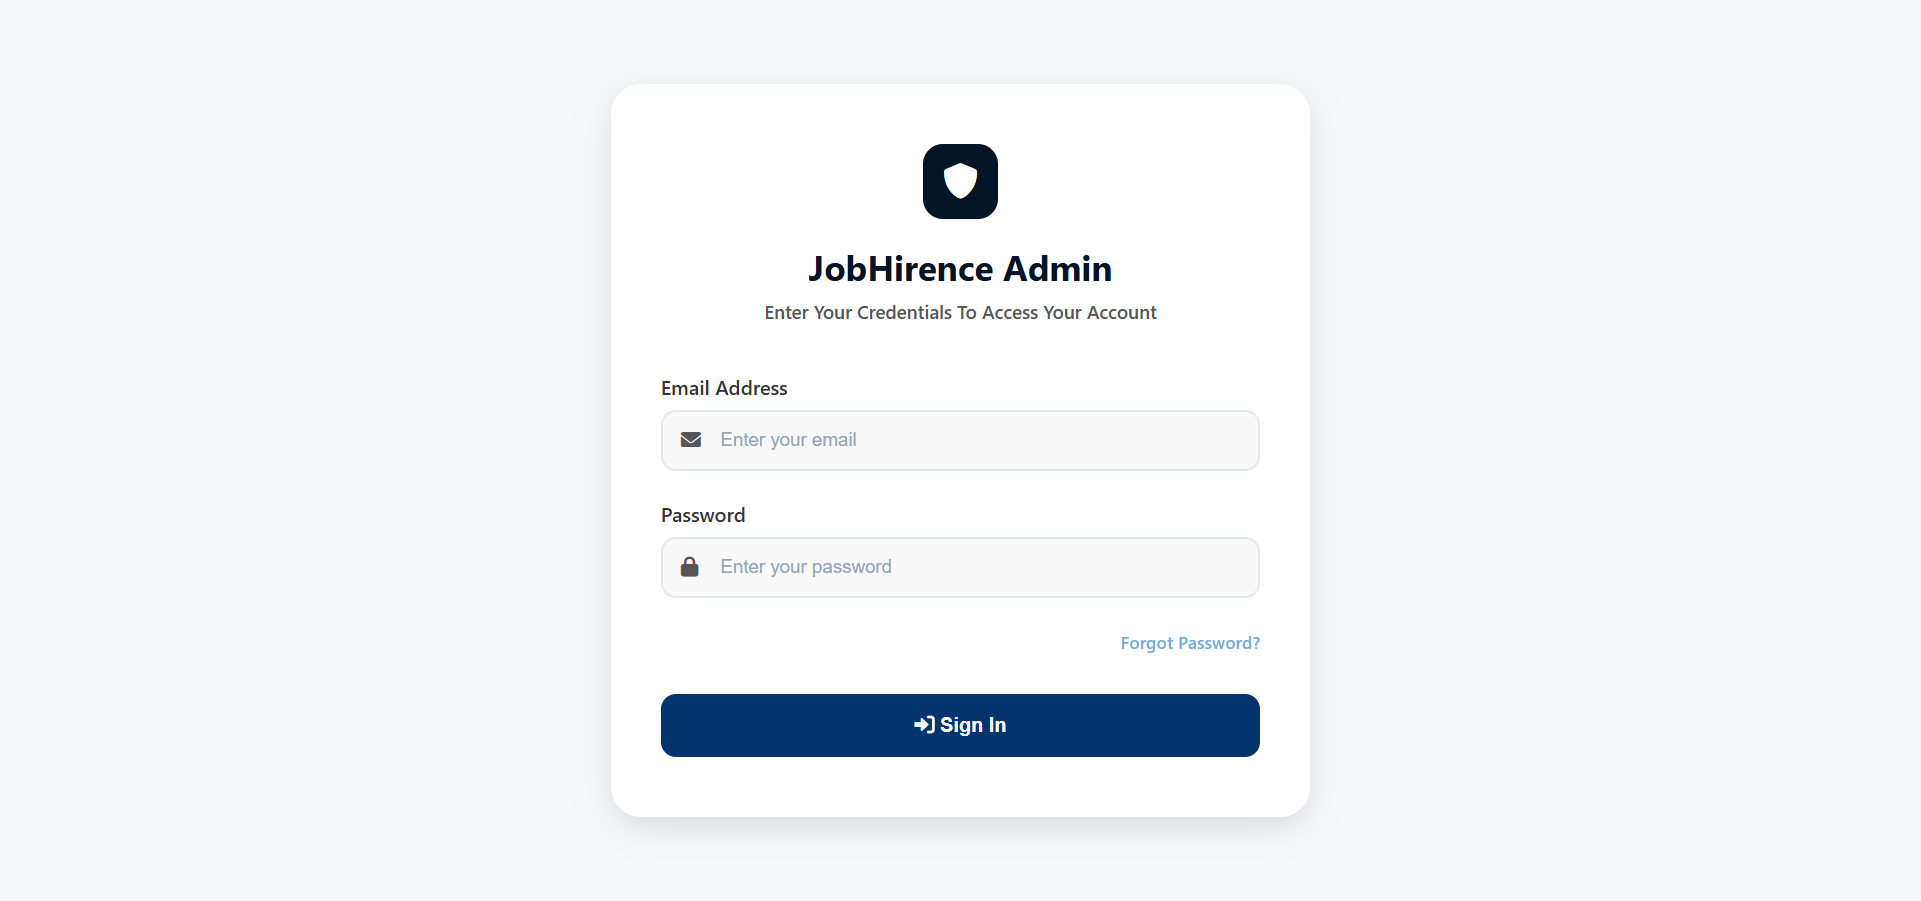 JobHirence Admin
Enter Your Credentials To Access Your Account
Email Address
Enter your email
Password
Enter your password
Forgot Password?
Sign In